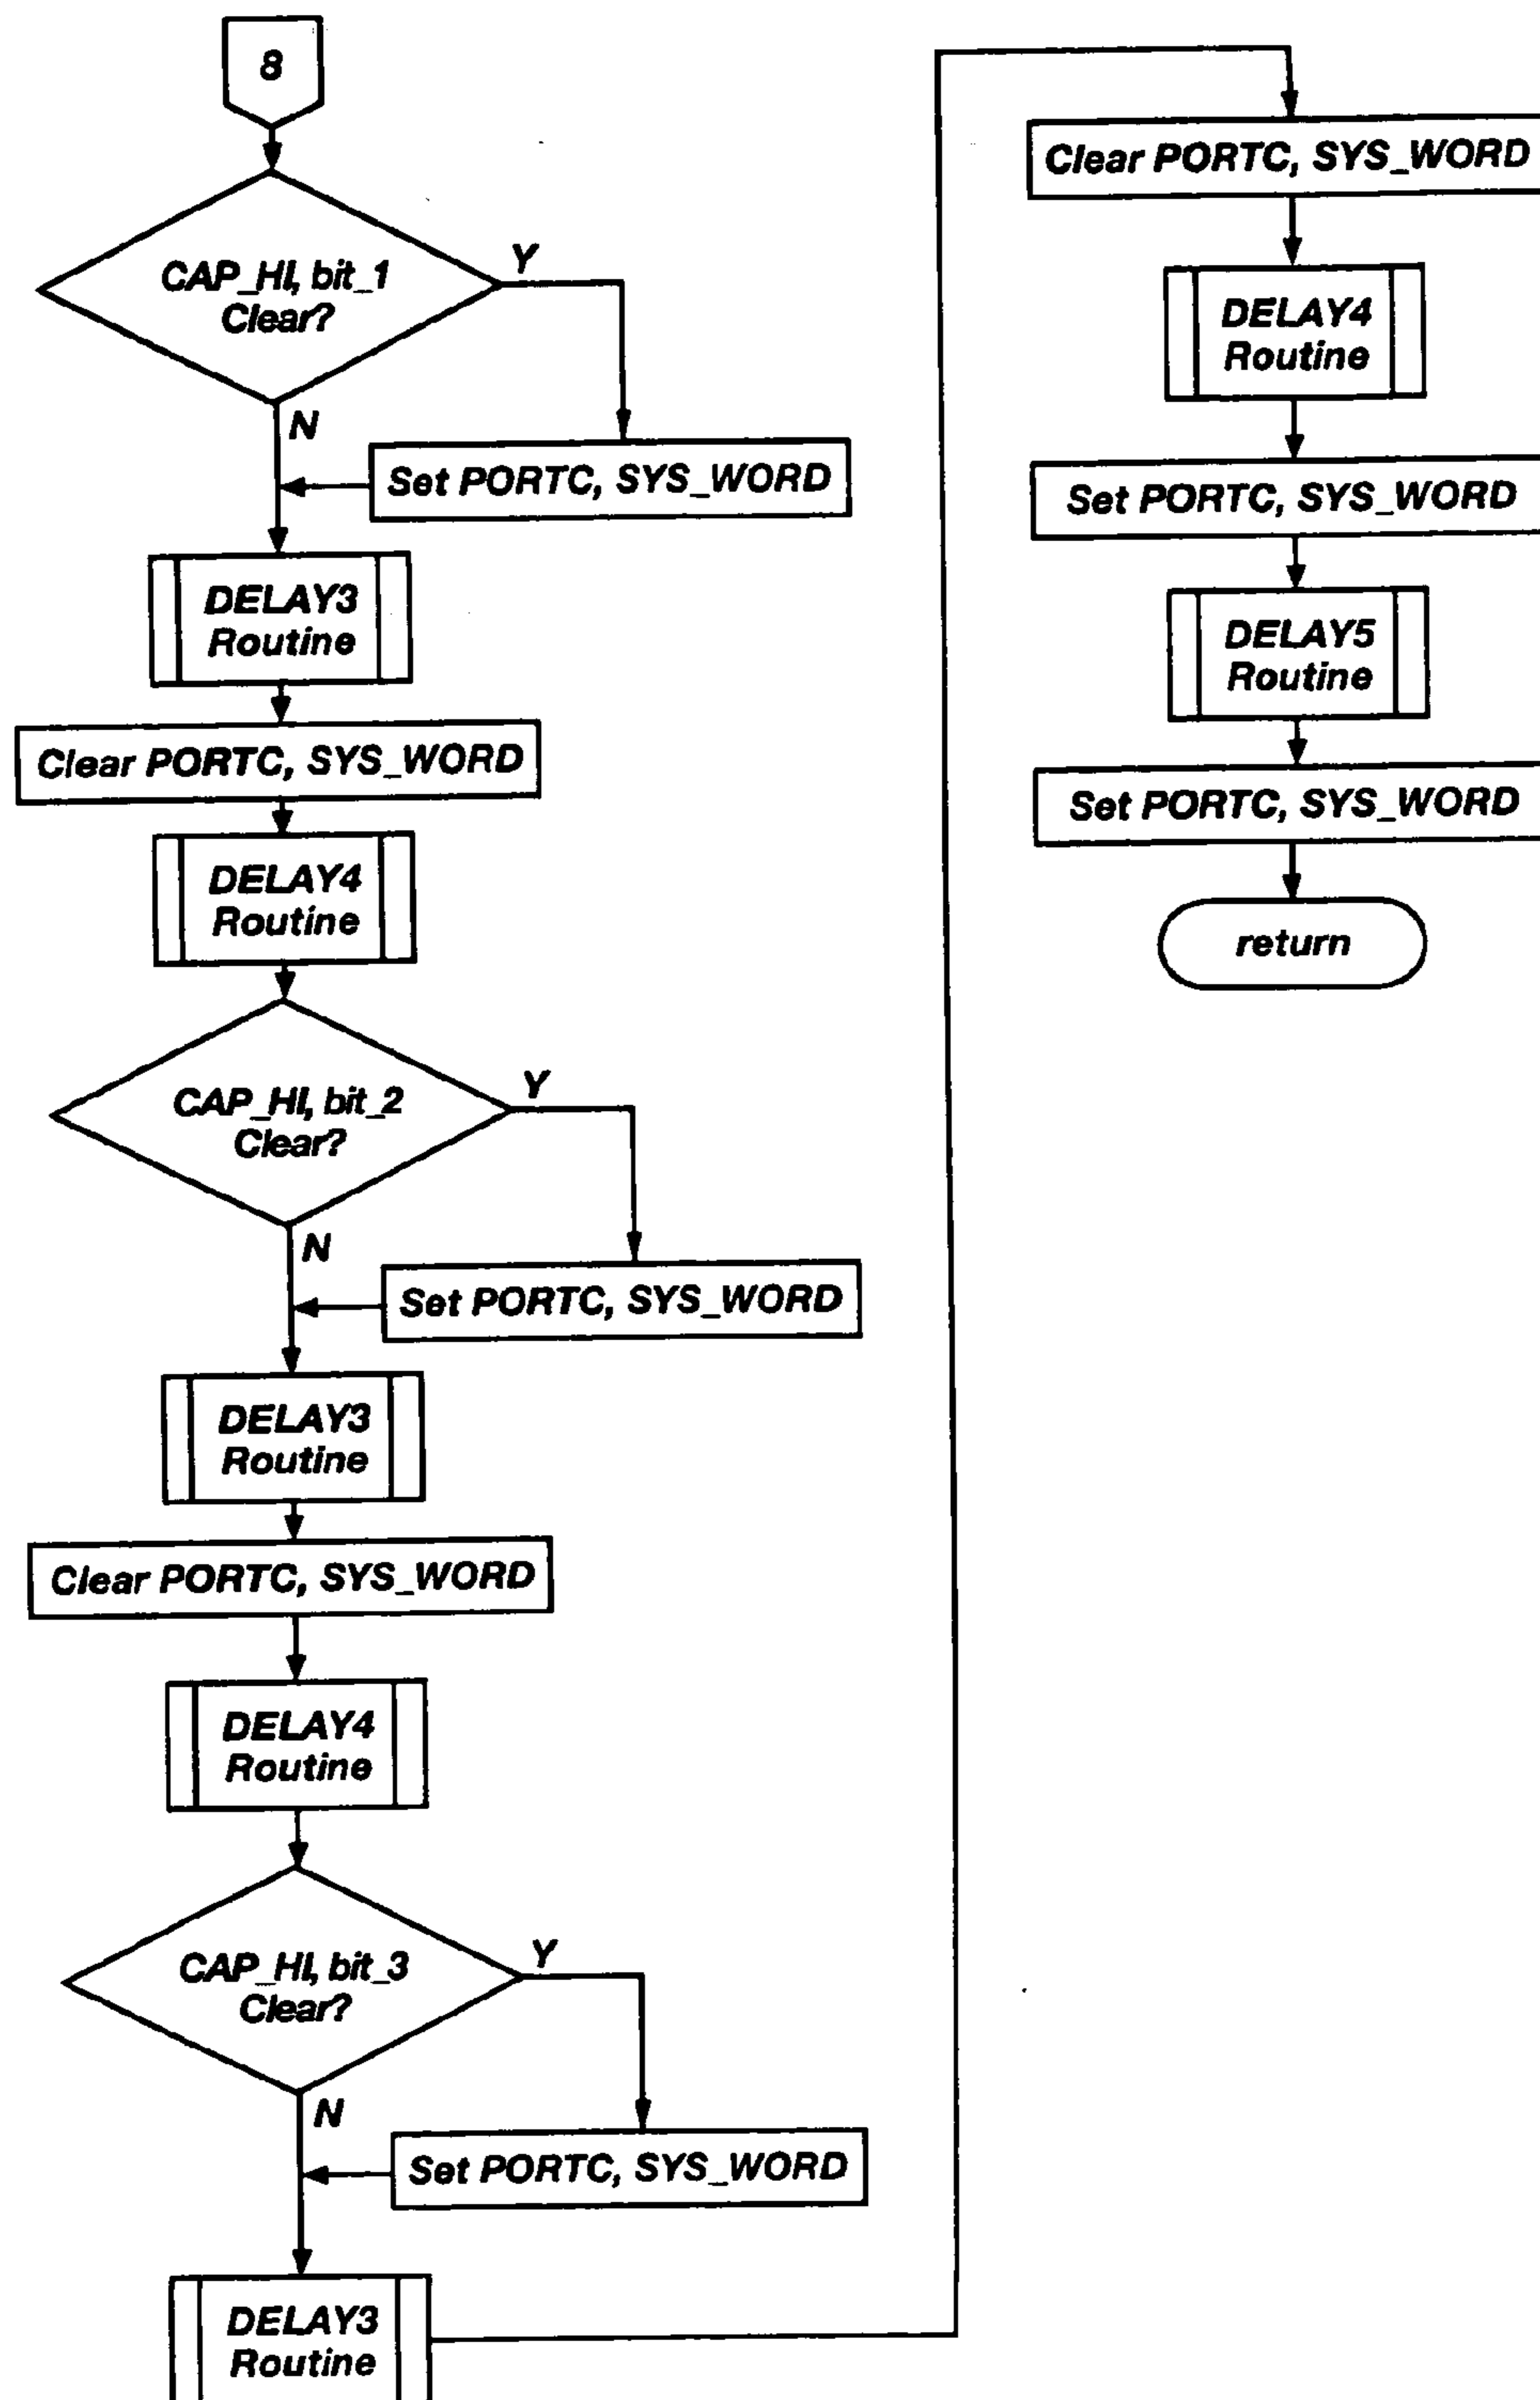 8
CAP_HI, bit_1
Clear?
Y
N
Set PORTC, SYS_WORD
DELAY3
Routine
Clear PORTC, SYS_WORD
DELAY4
Routine
CAP_HI, bit_2
Clear?
Y
N
Set PORTC, SYS_WORD
DELAY3
Routine
Clear PORTC, SYS_WORD
DELAY4
Routine
CAP_HI, bit_3
Clear?
Y
N
Set PORTC, SYS_WORD
DELAY3
Routine
Clear PORTC, SYS_WORD
DELAY4
Routine
Set PORTC, SYS_WORD
DELAY5
Routine
Set PORTC, SYS_WORD
return